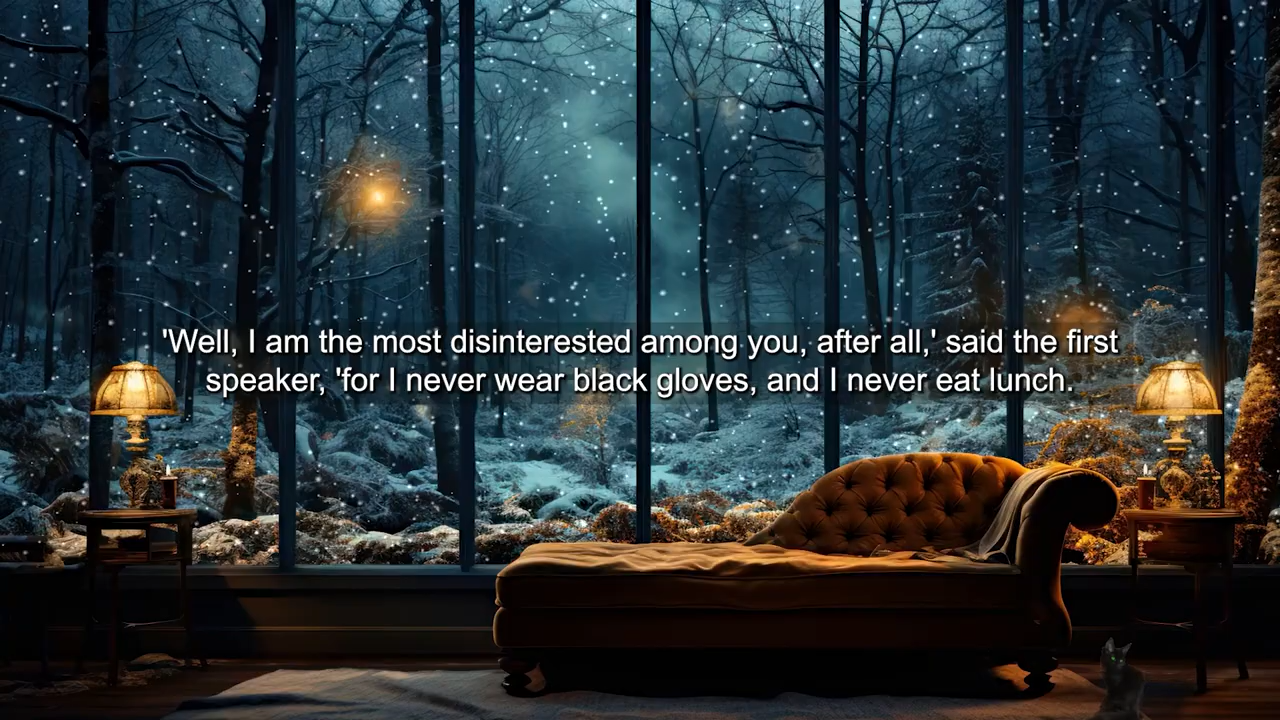 'Well, I am the most disinterested among you, after all,' said the first
speaker, 'for I never wear black gloves, and I never eat lunch.